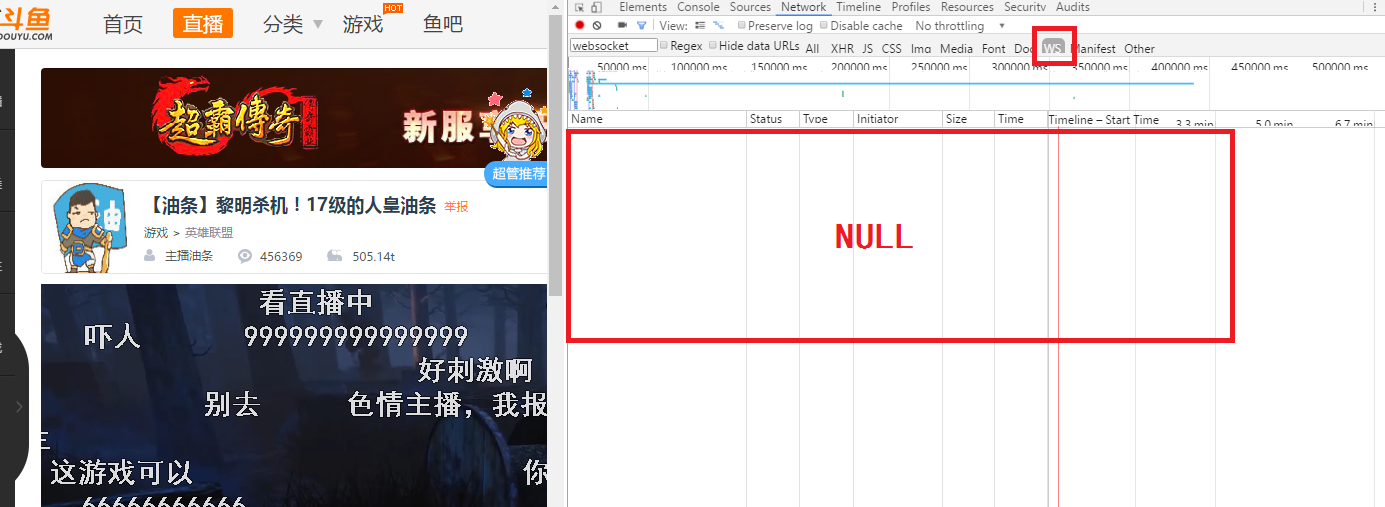 斗鱼
DOUYU.COM
首页
直播
分类
游戏
HOT
鱼吧
超霸傳奇
新服
超管推荐
【油条】黎明杀机！17级的人皇油条
举报
游戏 > 英雄联盟
主播油条
456369
505.14t
看直播中
吓人
999999999999999
好刺激啊
别去
色情主播，我报
这游戏可以
你
66666666666
Elements Console Sources Network Timeline Profiles Resources Security Audits
View:
Preserve log
Disable cache
No throttling
websocket
Regex
Hide data URLs
All XHR JS CSS Img Media Font Doc WS Manifest Other
50000 ms 100000 ms 150000 ms 200000 ms 250000 ms 300000 ms 350000 ms 400000 ms 450000 ms 500000 ms
Name Status Type Initiator Size Time Timeline – Start Time 3.3 min 5.0 min 6.7 min
NULL